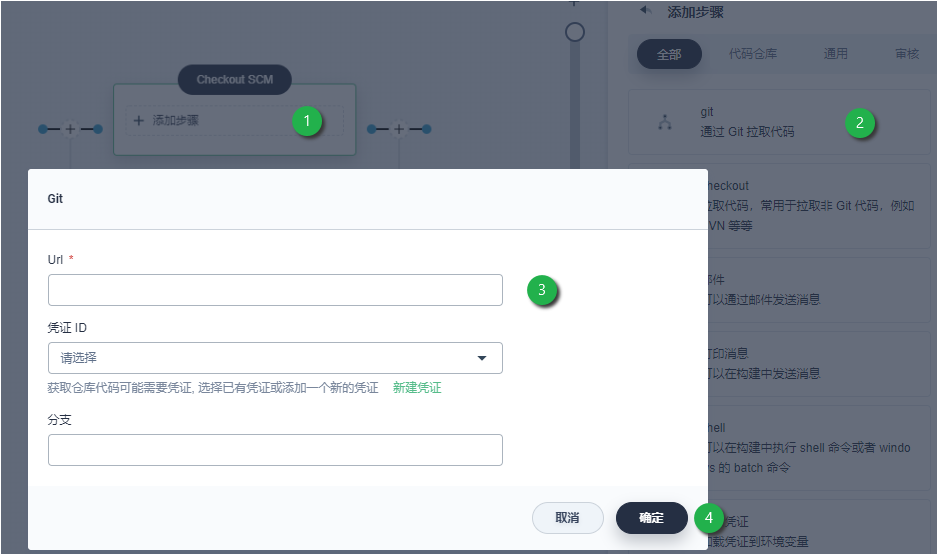 添加步骤
全部
代码仓库
通用
审核
Checkout SCM
添加步骤
1
git
通过 Git 拉取代码
2
heckout
拉取代码，常用于拉取非 Git 代码，例如
VN 等等
邮件
可以通过邮件发送消息
打印消息
可以在构建中发送消息
hell
可以在构建中执行 shell 命令或者 windo
ws 的 batch 命令
凭证
加载凭证到环境变量
Git
Url *
3
凭证 ID
请选择
获取仓库代码可能需要凭证, 选择已有凭证或添加一个新的凭证 新建凭证
分支
取消
确定
4